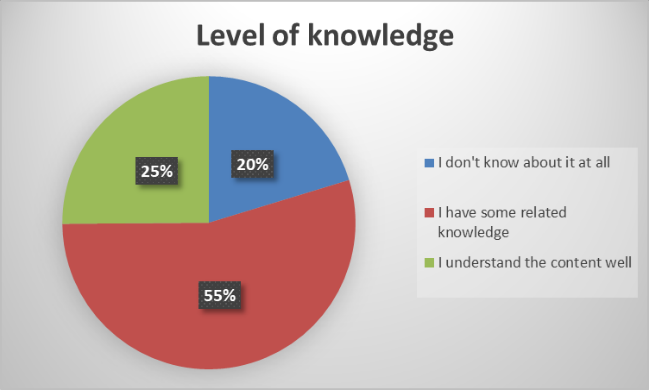 Level of knowledge
20%
25%
55%
I don't know about it at all
I have some related
knowledge
I understand the content well